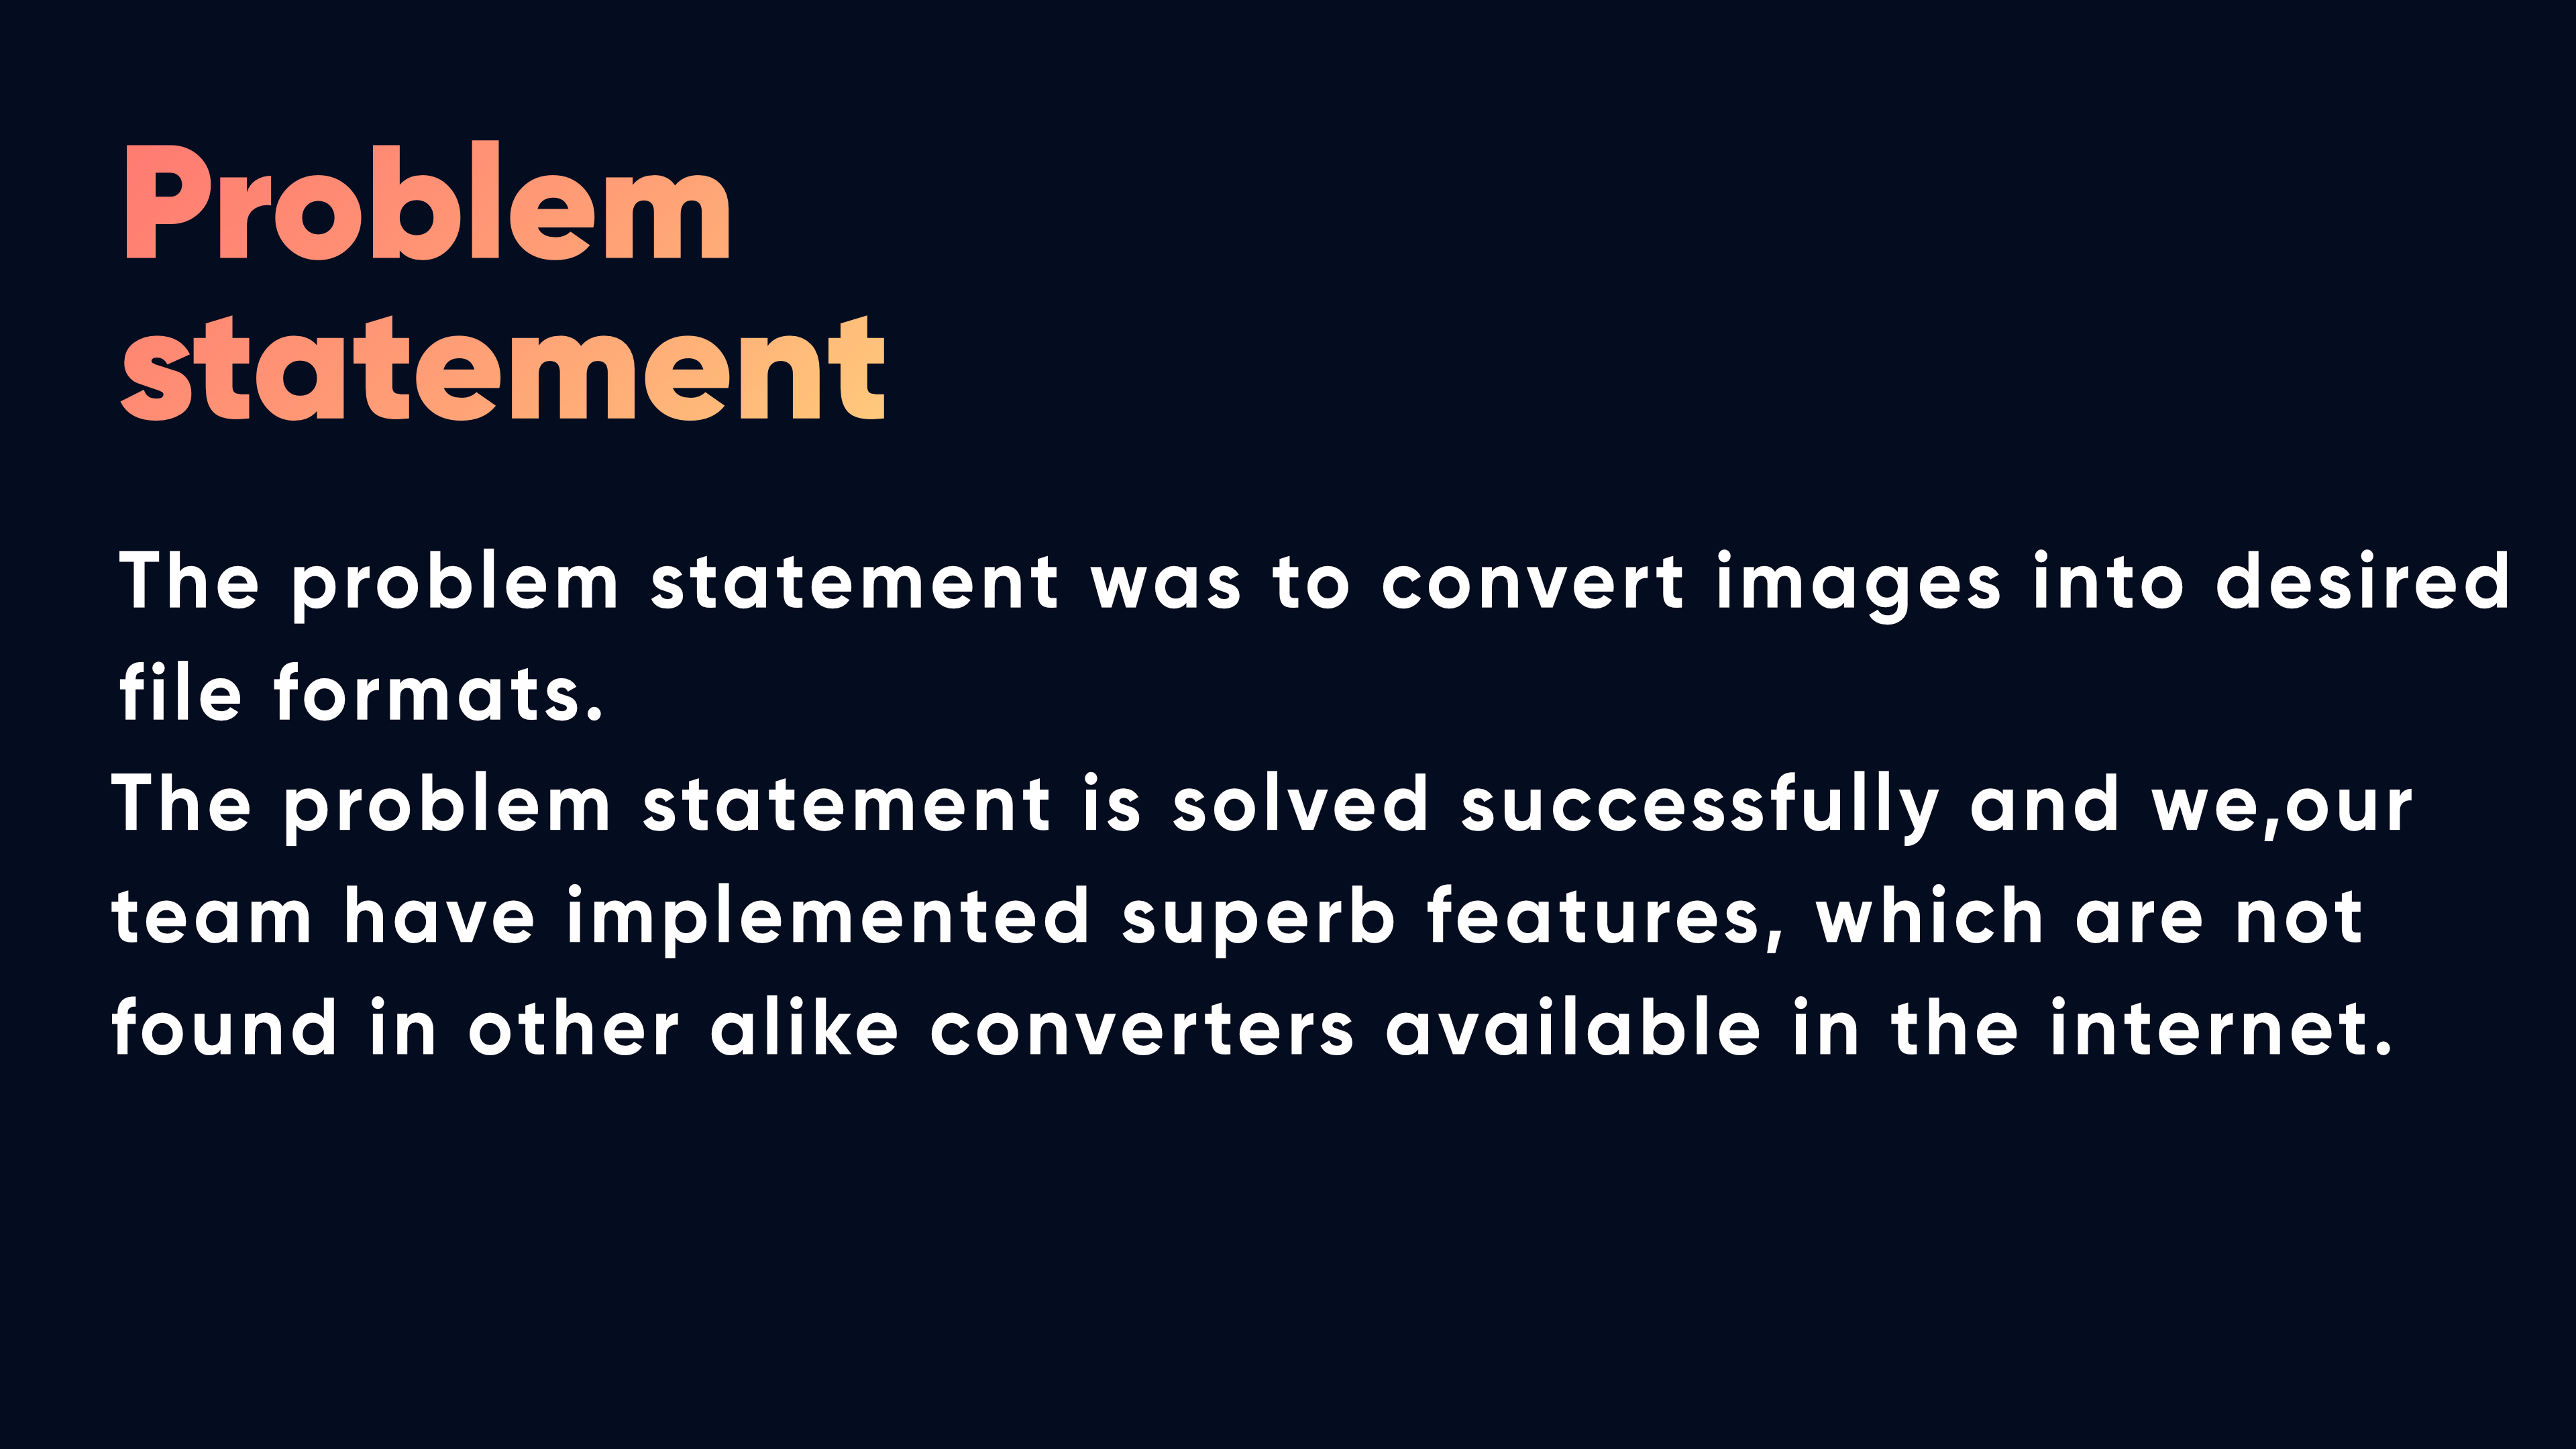 Problem
statement
The problem statement was to convert images into desired
file formats.
The problem statement is solved successfully and we,our
team have implemented superb features, which are not
found in other alike converters available in the internet.